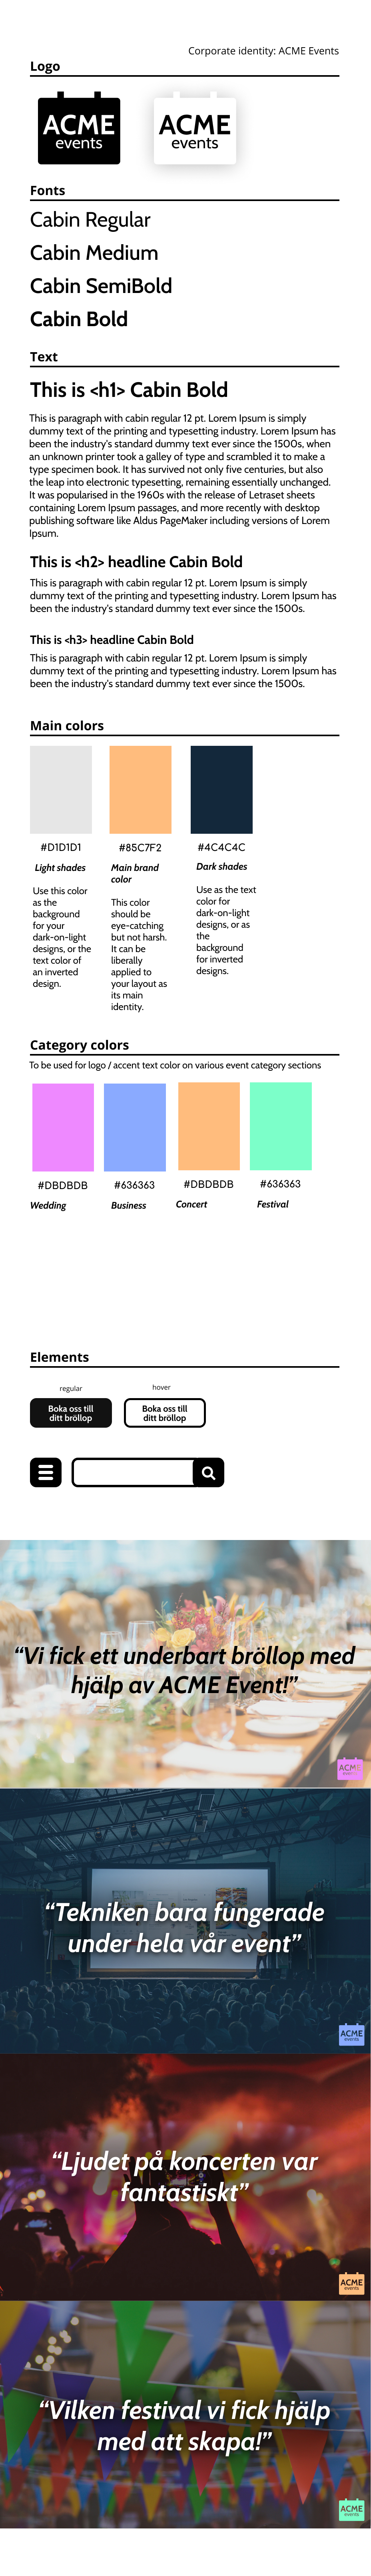 Corporate identity: ACME Events
Logo
ACME
events
ACME
events
Fonts
Cabin Regular
Cabin Medium
Cabin SemiBold
Cabin Bold
Text
This is <h1> Cabin Bold
This is paragraph with cabin regular 12 pt. Lorem Ipsum is simply
dummy text of the printing and typesetting industry. Lorem Ipsum has
been the industry's standard dummy text ever since the 1500s, when
an unknown printer took a galley of type and scrambled it to make a
type specimen book. It has survived not only five centuries, but also
the leap into electronic typesetting, remaining essentially unchanged.
It was popularised in the 1960s with the release of Letraset sheets
containing Lorem Ipsum passages, and more recently with desktop
publishing software like Aldus PageMaker including versions of Lorem
Ipsum.
This is <h2> headline Cabin Bold
This is paragraph with cabin regular 12 pt. Lorem Ipsum is simply
dummy text of the printing and typesetting industry. Lorem Ipsum has
been the industry's standard dummy text ever since the 1500s.
This is <h3> headline Cabin Bold
This is paragraph with cabin regular 12 pt. Lorem Ipsum is simply
dummy text of the printing and typesetting industry. Lorem Ipsum has
been the industry's standard dummy text ever since the 1500s.
Main colors
#D1D1D1
Light shades
Use this color
as the
background
for your
dark-on-light
designs, or the
text color of
an inverted
design.
#85C7F2
Main brand
color
This color
should be
eye-catching
but not harsh.
It can be
liberally
applied to
your layout as
its main
identity.
#4C4C4C
Dark shades
Use as the text
color for
dark-on-light
designs, or as
the
background
for inverted
designs.
Category colors
To be used for logo / accent text color on various event category sections
#DBDBDB
Wedding
#636363
Business
#DBDBDB
Concert
#636363
Festival
Elements
regular
hover
Boka oss till
ditt bröllop
Boka oss till
ditt bröllop
“Vi fick ett underbart bröllop med
hjälp av ACME Event!”
ACME
events
“Tekniken bara fungerade
under hela vår event”
ACME
events
“Ljudet på koncerten var
fantastiskt”
ACME
events
“Vilken festival vi fick hjälp
med att skapa!”
ACME
events